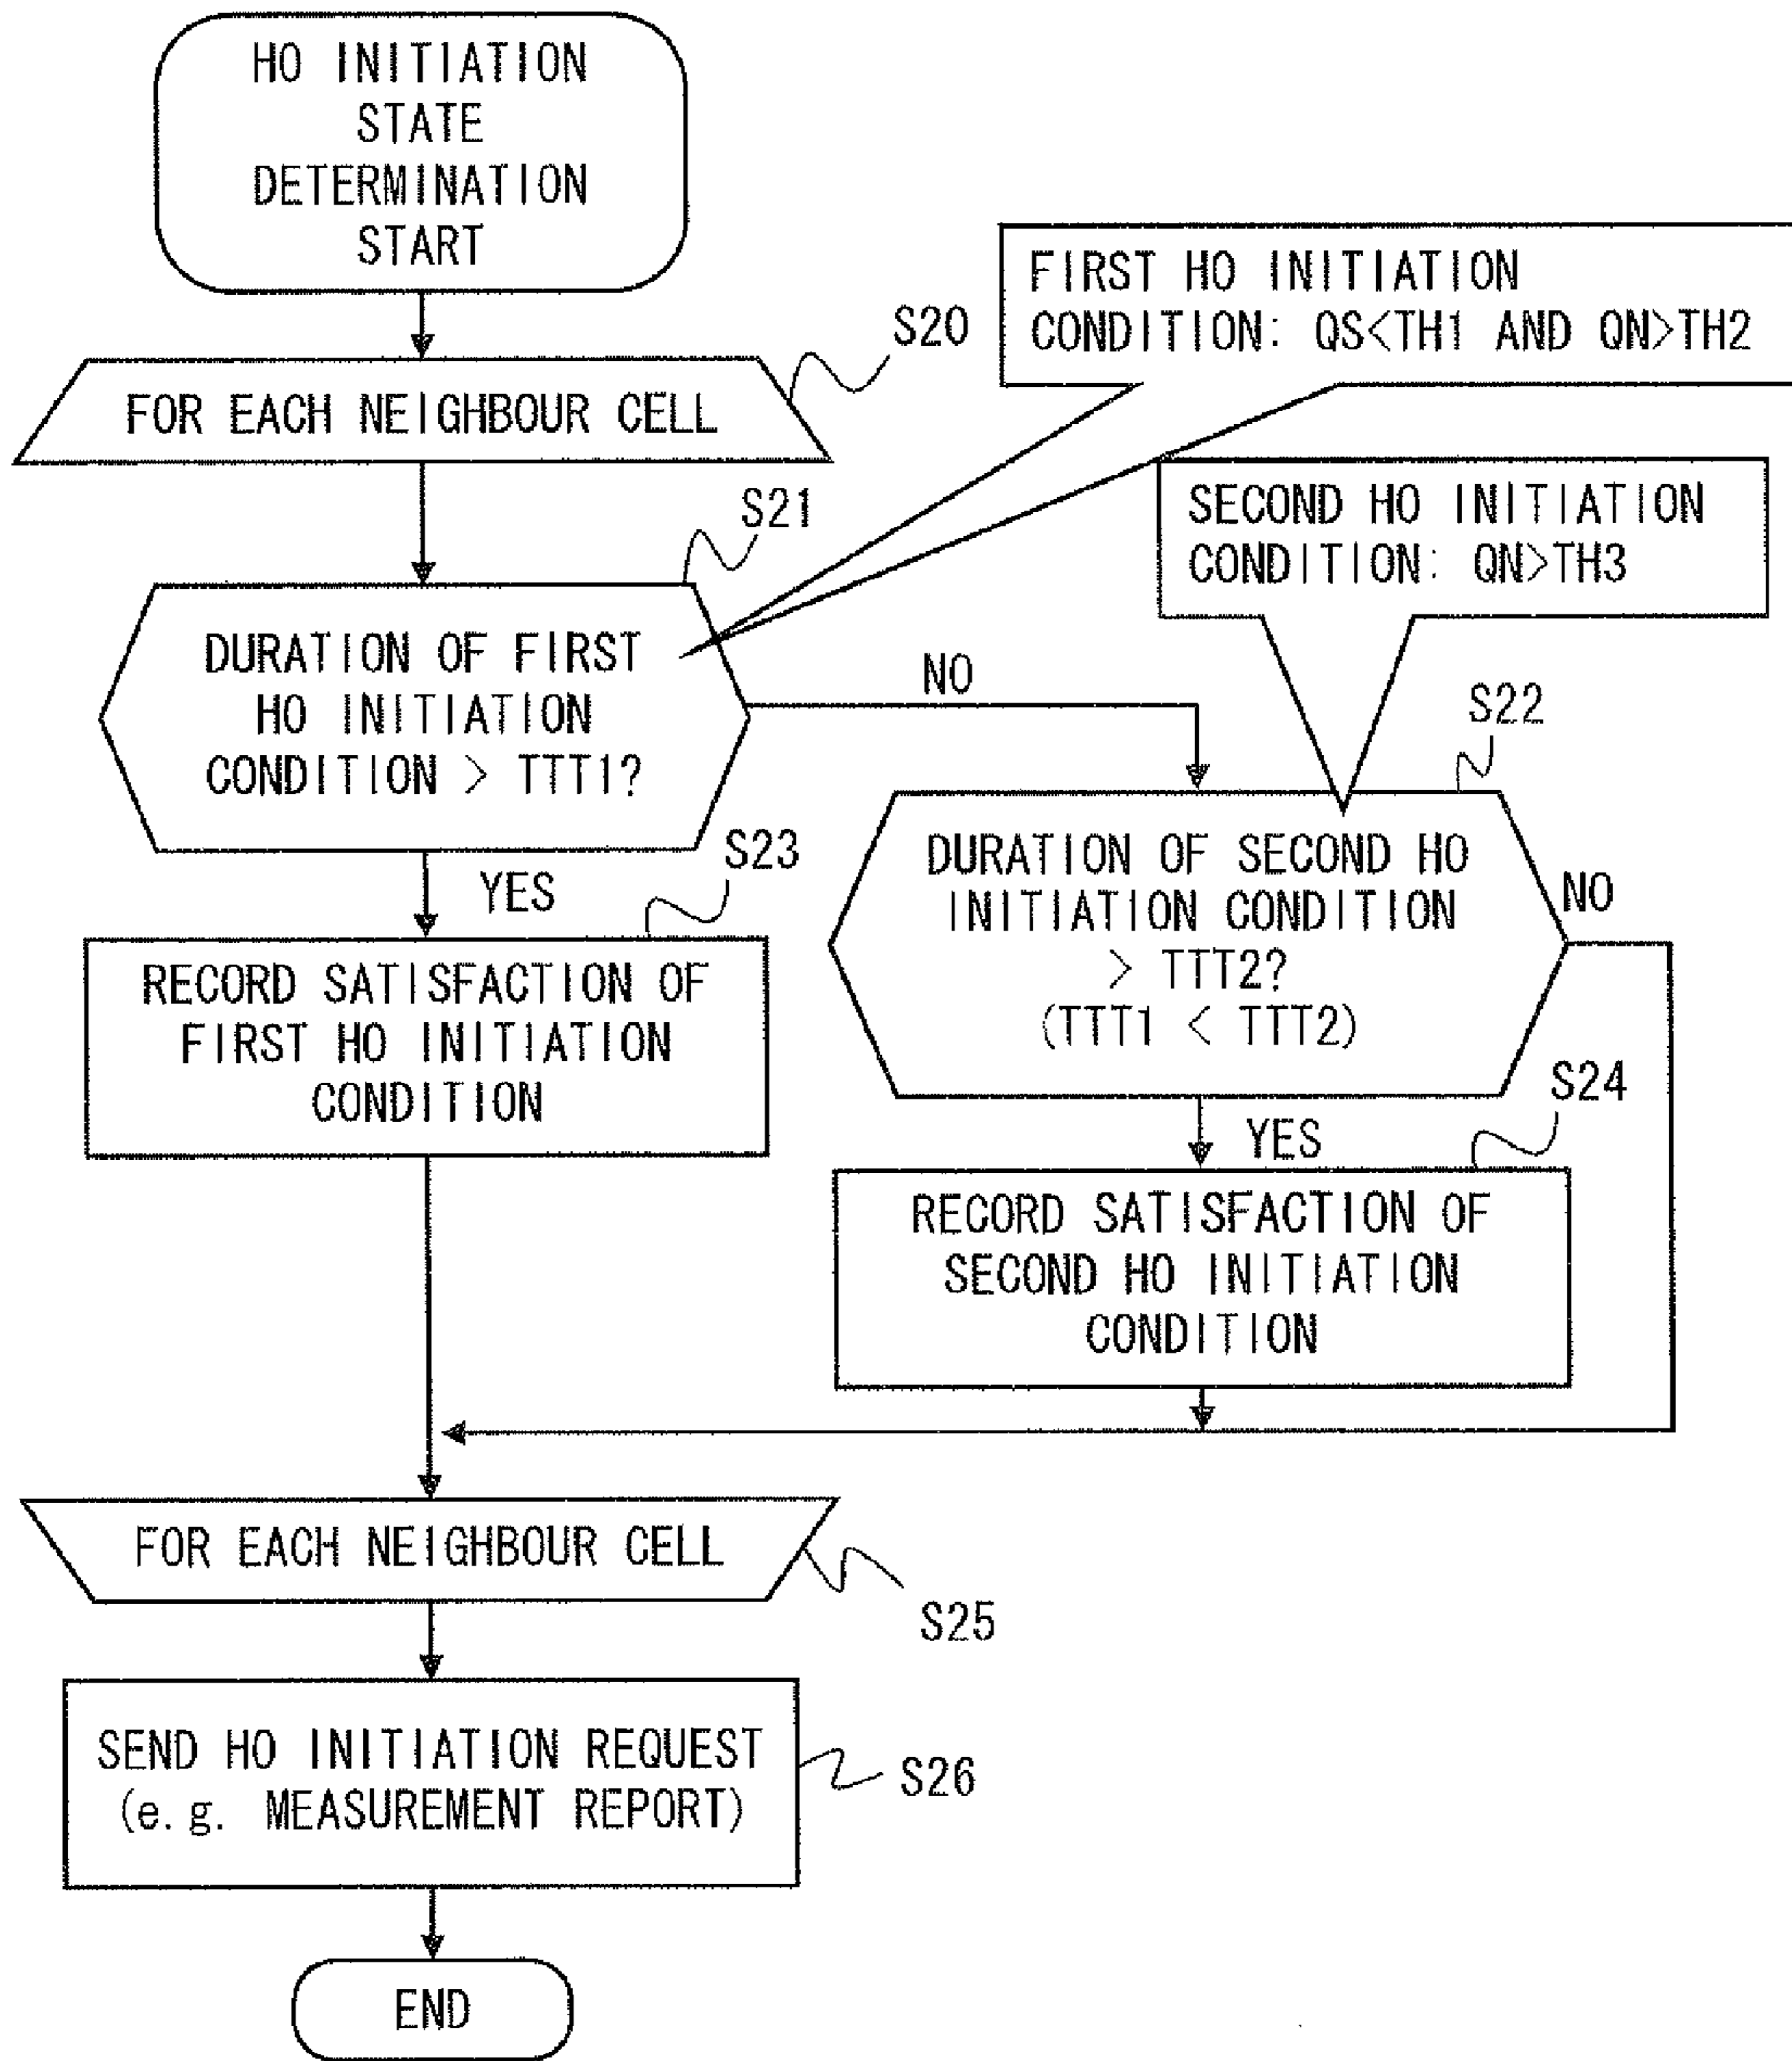 HO INITIATION
STATE
DETERMINATION
START
S20
FOR EACH NEIGHBOUR CELL
FIRST HO INITIATION
CONDITION: QS<TH1 AND QN>TH2
S21
DURATION OF FIRST
HO INITIATION
CONDITION > TTT1?
NO
SECOND HO INITIATION
CONDITION: QN>TH3
S22
DURATION OF SECOND HO
INITIATION CONDITION
> TTT2?
(TTT1 < TTT2)
NO
YES
S23
RECORD SATISFACTION OF
FIRST HO INITIATION
CONDITION
YES
S24
RECORD SATISFACTION OF
SECOND HO INITIATION
CONDITION
FOR EACH NEIGHBOUR CELL
S25
SEND HO INITIATION REQUEST
(e.g. MEASUREMENT REPORT)
S26
END